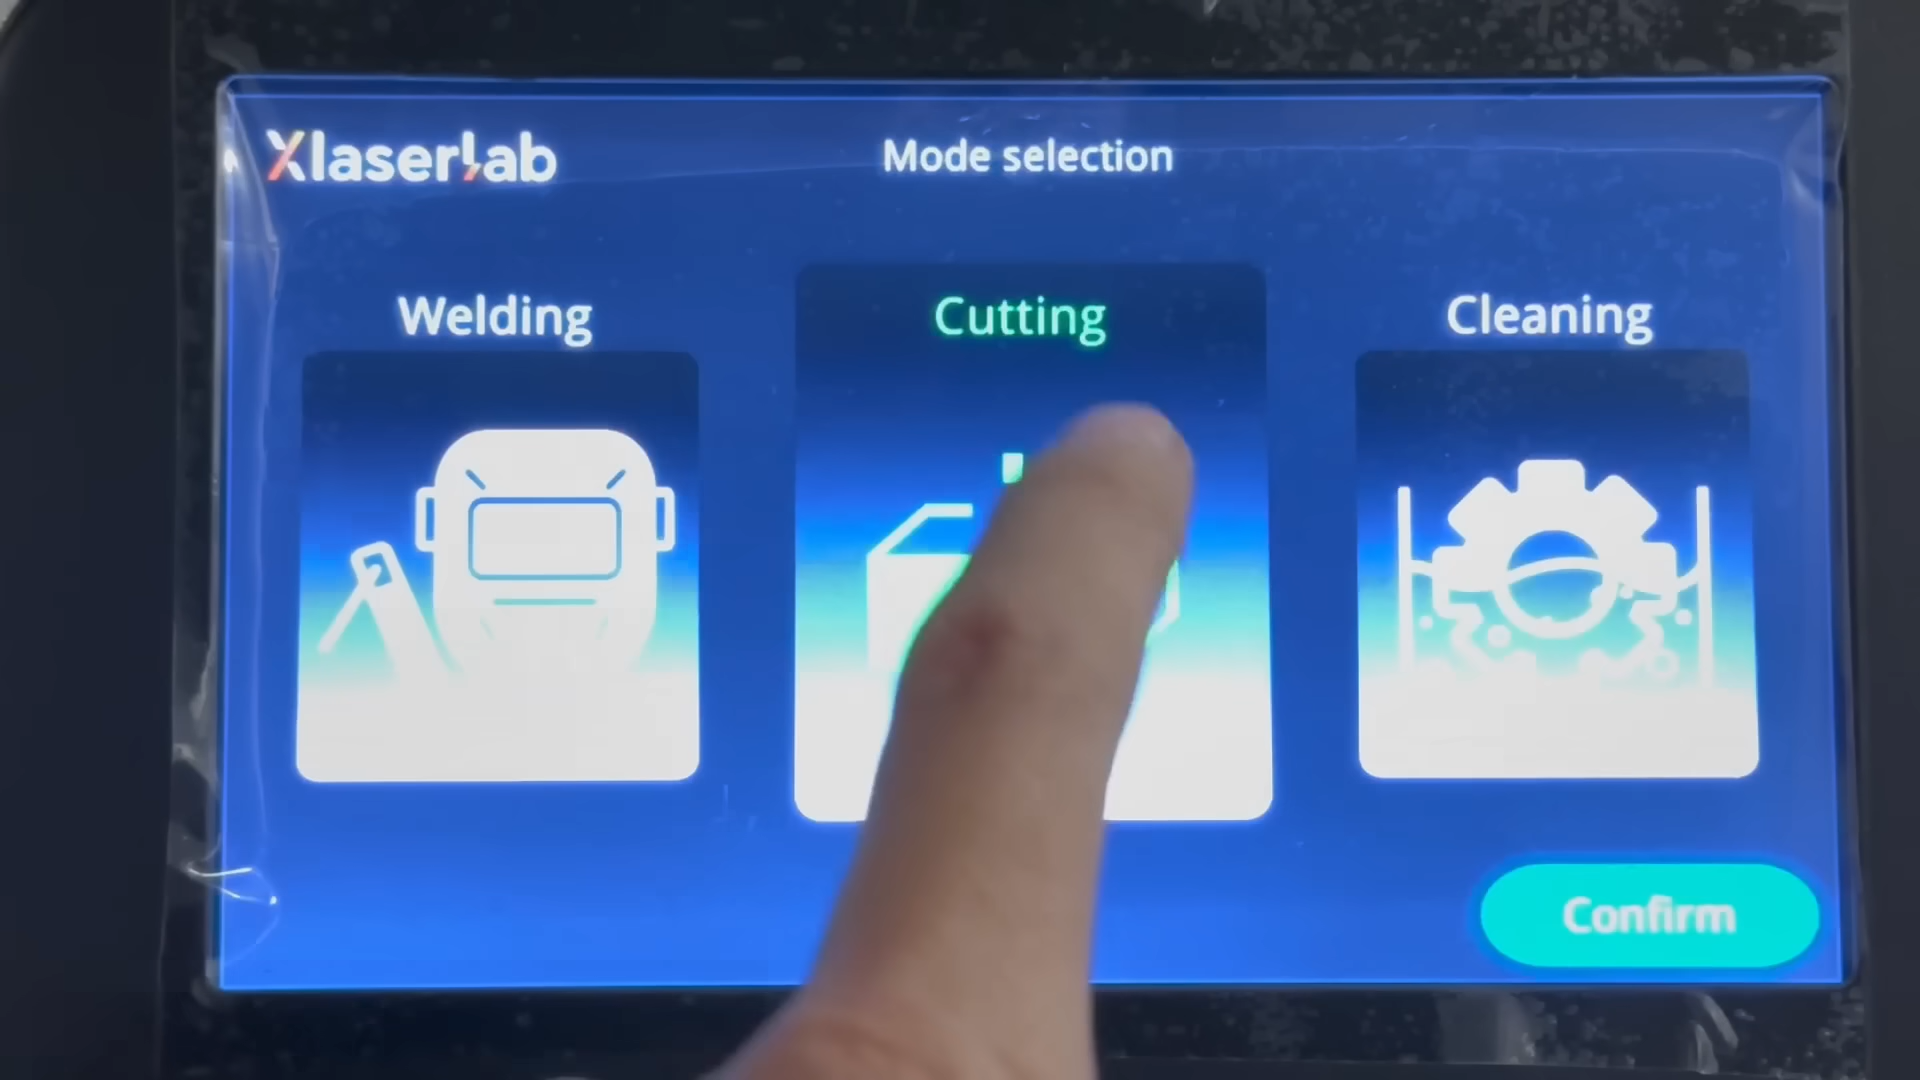 Xlaserlab
Mode selection
Welding
Cutting
Cleaning
Confirm